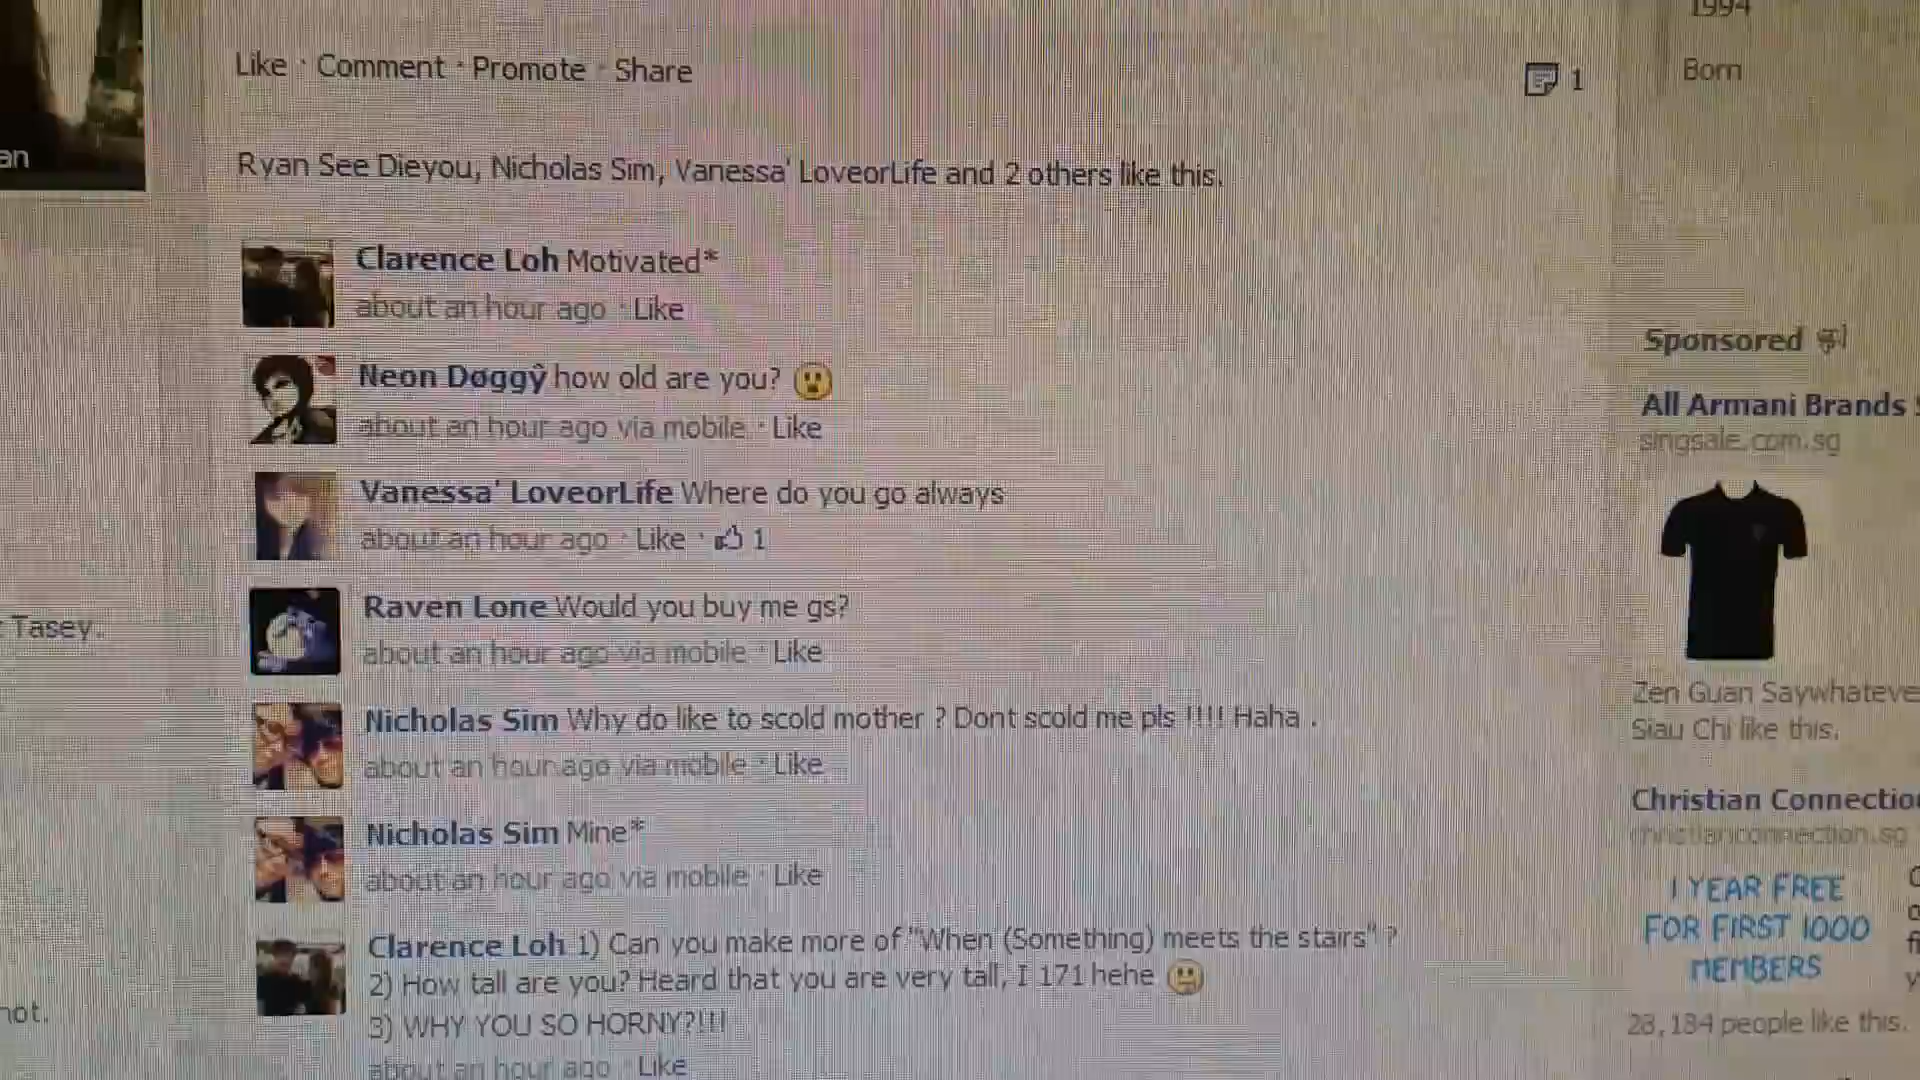 1994
Born
an
Like · Comment · Promote · Share
1
Ryan See Dieyou, Nicholas Sim, Vanessa' LoveorLife and 2 others like this.
Clarence Loh Motivated*
about an hour ago · Like
Neon Døggŷ how old are you?
about an hour ago via mobile · Like
Vanessa' LoveorLife Where do you go always
about an hour ago · Like · 1
Raven Lone Would you buy me gs?
about an hour ago via mobile · Like
Nicholas Sim Why do like to scold mother ? Dont scold me pls !!!! Haha .
about an hour ago via mobile · Like
Nicholas Sim Mine*
about an hour ago via mobile · Like
Clarence Loh 1) Can you make more of "When (Something) meets the stairs" ?
2) How tall are you? Heard that you are very tall, I 171 hehe
3) WHY YOU SO HORNY?!!!
about an hour ago · Like
Tasey.
not.
Sponsored
All Armani Brands
singsale.com.sg
Zen Guan Saywhateve
Siau Chi like this.
Christian Connectio
christianconnection.sg
1 YEAR FREE
FOR FIRST 1000
MEMBERS
28,184 people like this.